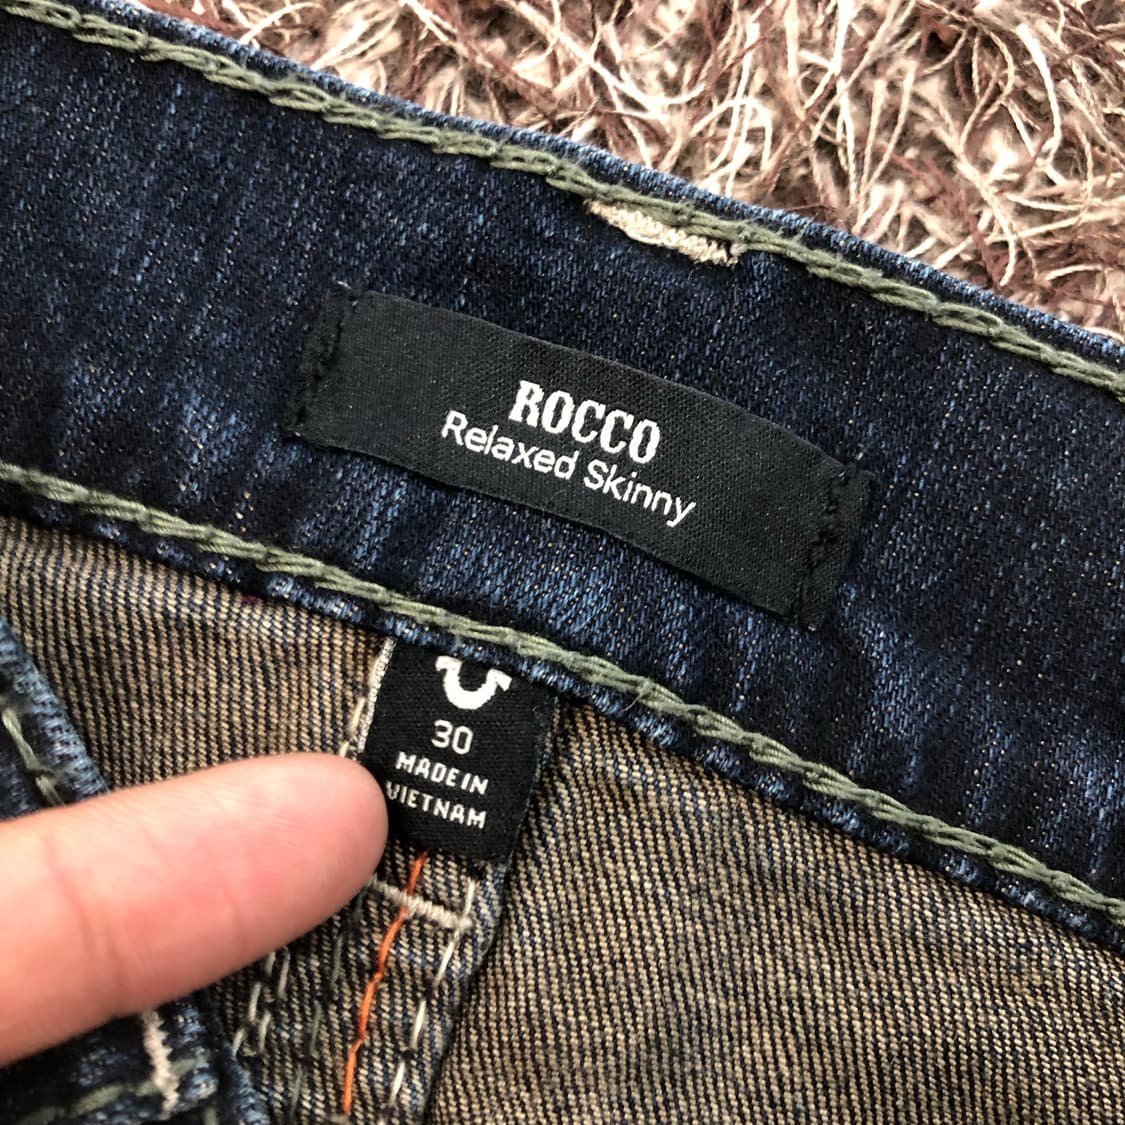 ROCCO
Relaxed Skinny
30
MADE IN
VIETNAM